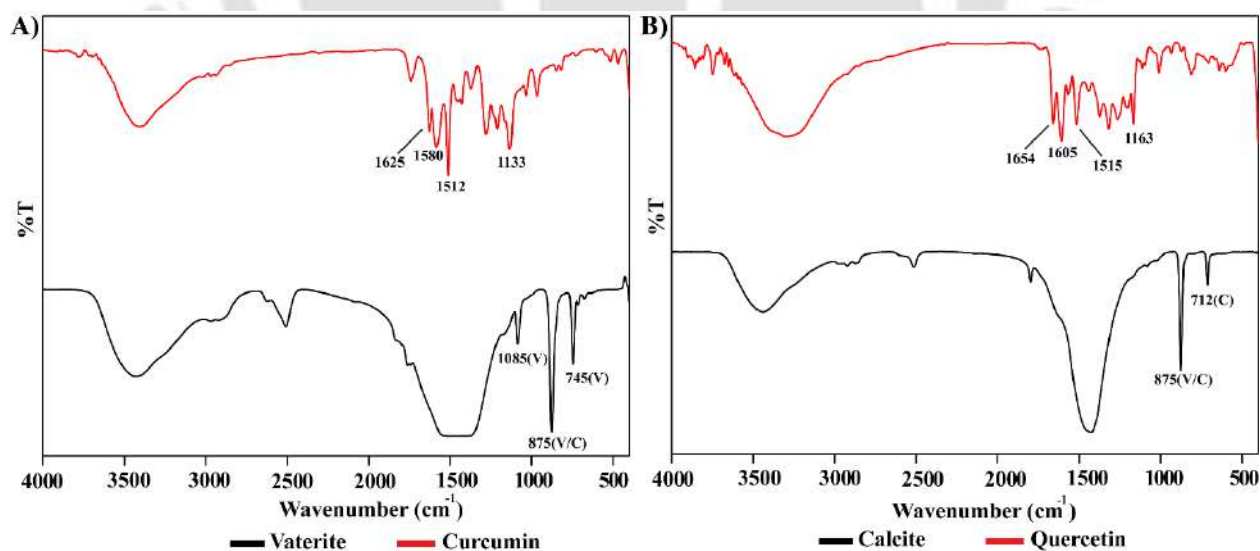 A)
%T
1625
1580
1512
1133
1085(V)
875(V/C)
745(V)
4000 3500 3000 2500 2000 1500 1000 500
Wavenumber (cm-1)
Vaterite Curcumin
B)
%T
1654
1605
1515
1163
875(V/C)
712(C)
4000 3500 3000 2500 2000 1500 1000 500
Wavenumber (cm-1)
Calcite Quercetin